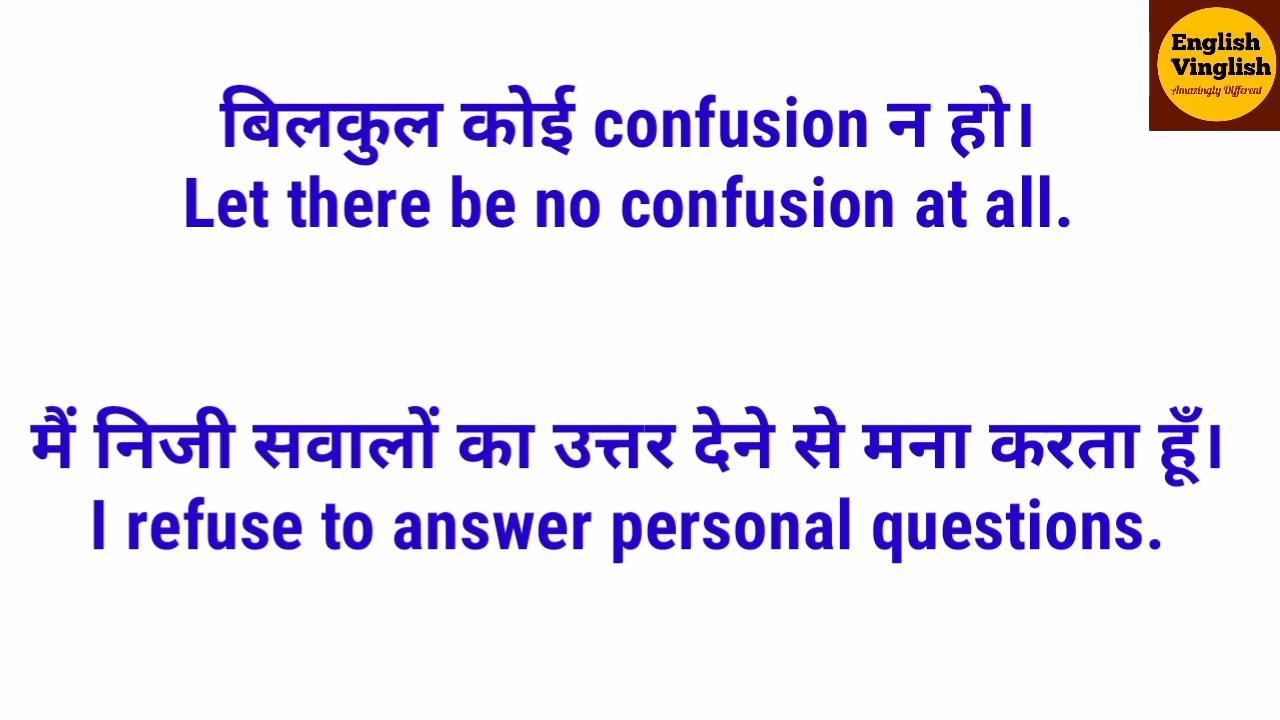 English
Vinglish
Amazingly Different
बिलकुल कोई confusion न हो।
Let there be no confusion at all.
मैं निजी सवालों का उत्तर देने से मना करता हूँ।
I refuse to answer personal questions.